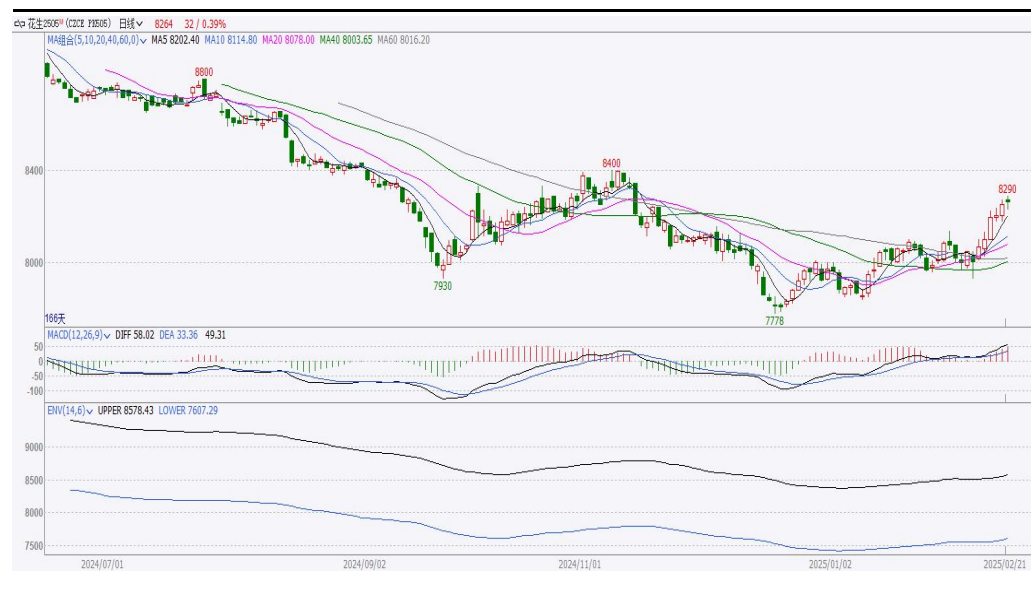 花生2505M (CZCE PK505) 日线 8264 32 / 0.39%
MA组合(5,10,20,40,60,0) MA5 8202.40 MA10 8114.80 MA20 8078.00 MA40 8003.65 MA60 8016.20
8800
8400
8400
8290
8000
7930
7778
166天
MACD(12,26,9) DIFF 58.02 DEA 33.36 49.31
50
0
-50
-100
ENV(14,6) UPPER 8578.43 LOWER 7607.29
9000
8500
8000
7500
2024/07/01 2024/09/02 2024/11/01 2025/01/02 2025/02/21